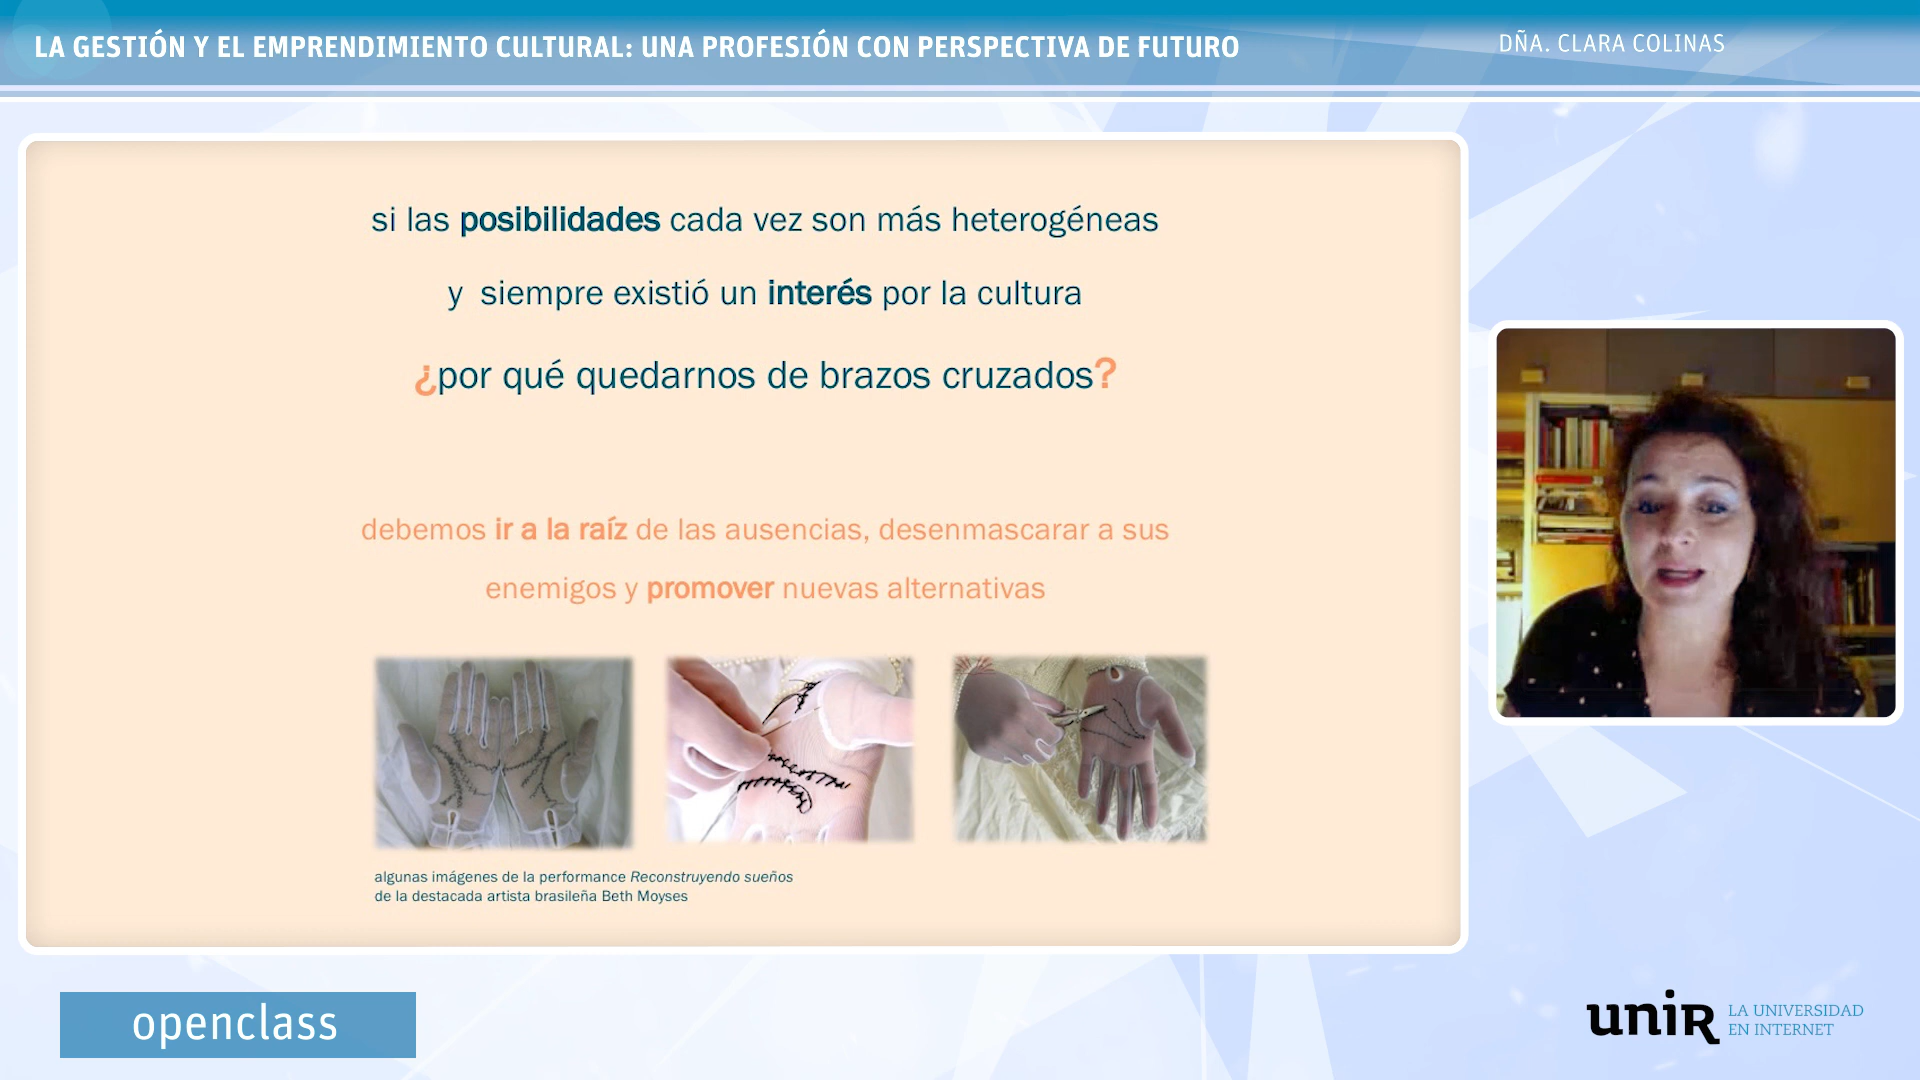 LA GESTIÓN Y EL EMPRENDIMIENTO CULTURAL: UNA PROFESIÓN CON PERSPECTIVA DE FUTURO
DÑA. CLARA COLINAS
si las posibilidades cada vez son más heterogéneas
y siempre existió un interés por la cultura
¿por qué quedarnos de brazos cruzados?
debemos ir a la raíz de las ausencias, desenmascarar a sus
enemigos y promover nuevas alternativas
algunas imágenes de la performance Reconstruyendo sueños
de la destacada artista brasileña Beth Moyses
openclass
unir
LA UNIVERSIDAD
EN INTERNET